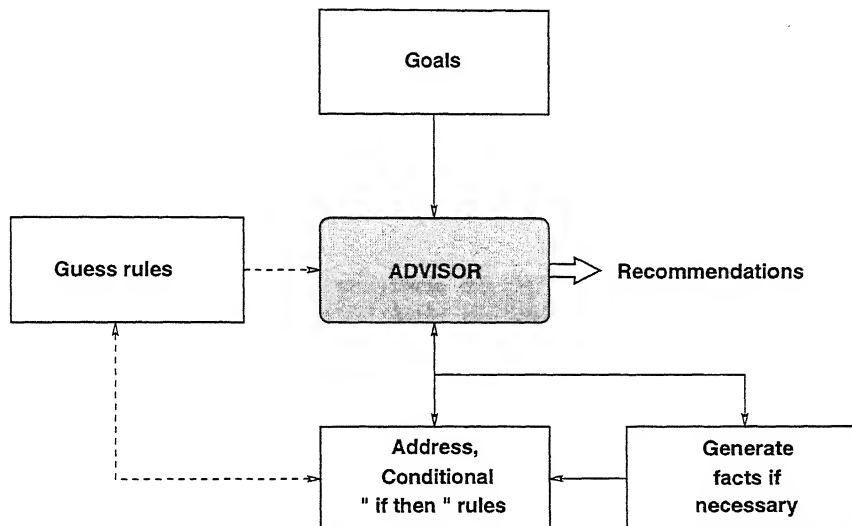 Goals
Guess rules
ADVISOR
Recommendations
Address,
Conditional
" if then " rules
Generate
facts if
necessary